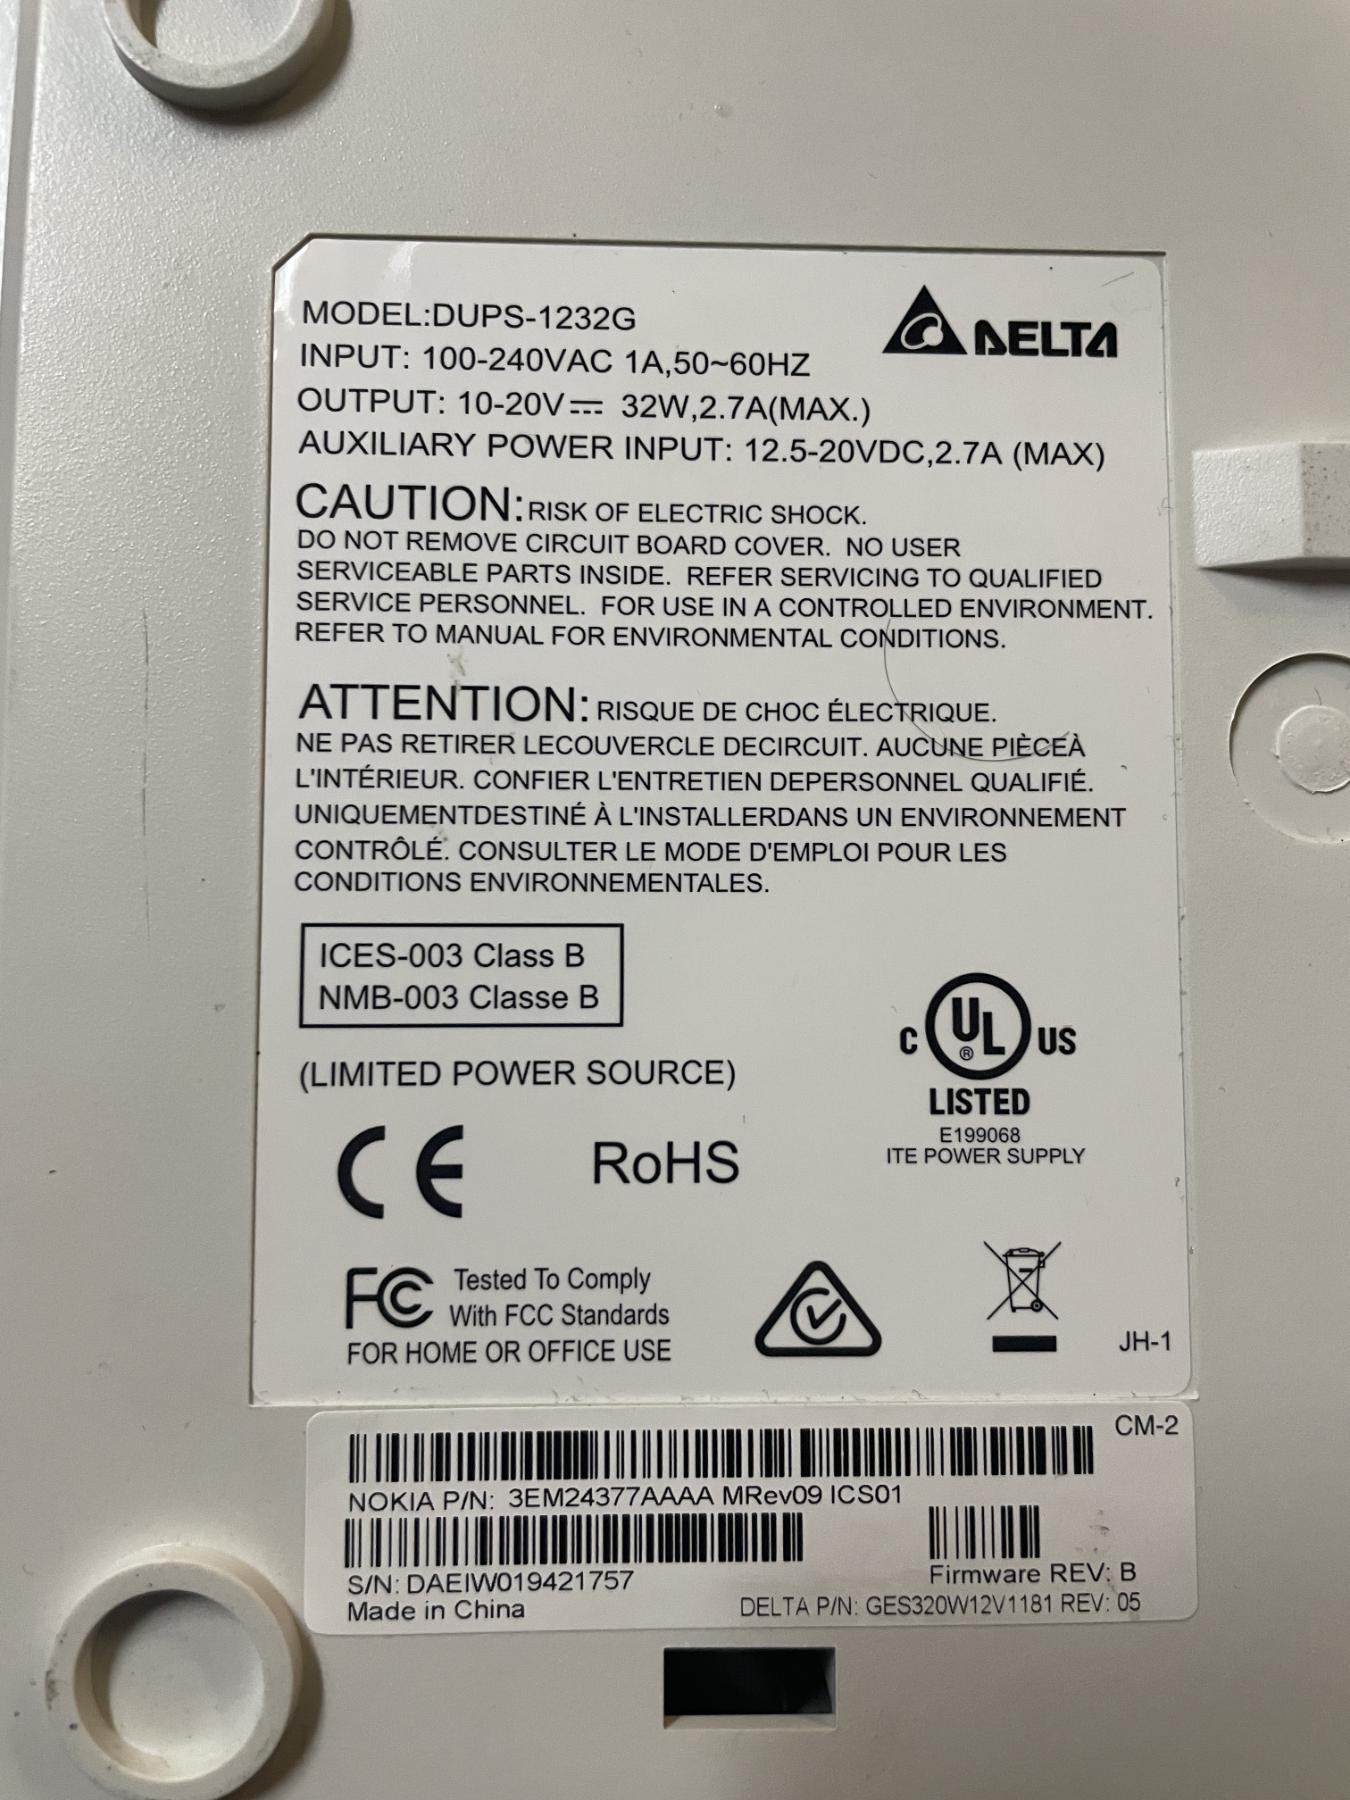 MODEL:DUPS-1232G
DELTA
INPUT: 100-240VAC 1A,50~60HZ
OUTPUT: 10-20V⎓ 32W,2.7A(MAX.)
AUXILIARY POWER INPUT: 12.5-20VDC,2.7A (MAX)
CAUTION: RISK OF ELECTRIC SHOCK.
DO NOT REMOVE CIRCUIT BOARD COVER. NO USER
SERVICEABLE PARTS INSIDE. REFER SERVICING TO QUALIFIED
SERVICE PERSONNEL. FOR USE IN A CONTROLLED ENVIRONMENT.
REFER TO MANUAL FOR ENVIRONMENTAL CONDITIONS.
ATTENTION: RISQUE DE CHOC ÉLECTRIQUE.
NE PAS RETIRER LECOUVERCLE DECIRCUIT. AUCUNE PIÈCEÀ
L'INTÉRIEUR. CONFIER L'ENTRETIEN DEPERSONNEL QUALIFIÉ.
UNIQUEMENTDESTINÉ À L'INSTALLERDANS UN ENVIRONNEMENT
CONTRÔLÉ. CONSULTER LE MODE D'EMPLOI POUR LES
CONDITIONS ENVIRONNEMENTALES.
ICES-003 Class B
NMB-003 Classe B
(LIMITED POWER SOURCE)
C UL® US
LISTED
E199068
ITE POWER SUPPLY
CE
RoHS
FC Tested To Comply
With FCC Standards
FOR HOME OR OFFICE USE
JH-1
CM-2
NOKIA P/N: 3EM24377AAAA MRev09 ICS01
S/N: DAEIW019421757
Firmware REV: B
Made in China
DELTA P/N: GES320W12V1181 REV: 05